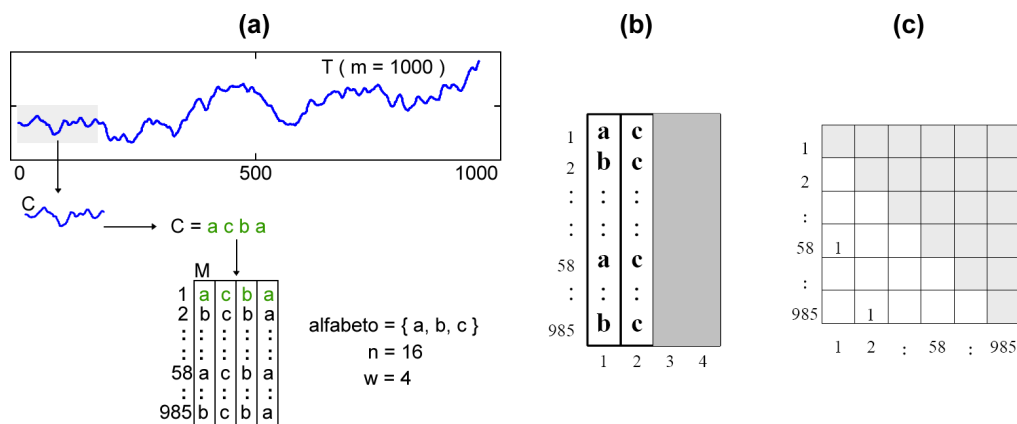 (a)
T ( m = 1000 )
0 500 1000
C
C = a c b a
M
1 a c b a
2 b c b a
: : : : :
: : : : :
58 a c b a
: : : : :
985 b c b a
alfabeto = { a, b, c }
n = 16
w = 4
(b)
1 a c
2 b c
: : :
: : :
58 a c
: : :
985 b c
1 2 3 4
(c)
1
2
:
58 1
:
985 1
1 2 : 58 : 985